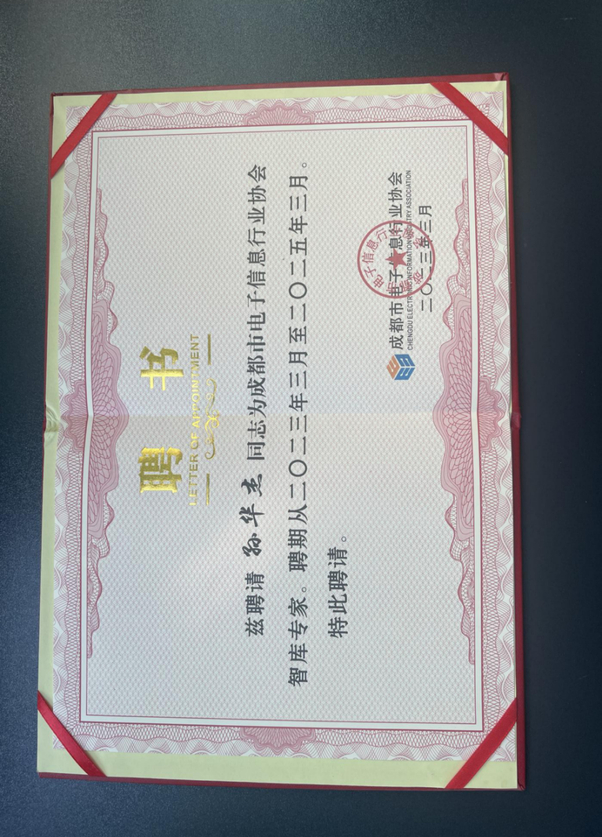 聘 书
LETTER OF APPOINTMENT
兹聘请 孙华杰 同志为成都市电子信息行业协会
智库专家。聘期从二〇二三年三月至二〇二五年三月。
特此聘请。
成都市电子信息行业协会
CHENGDU ELECTRONIC INFORMATION INDUSTRY ASSOCIATION
二〇二三年三月